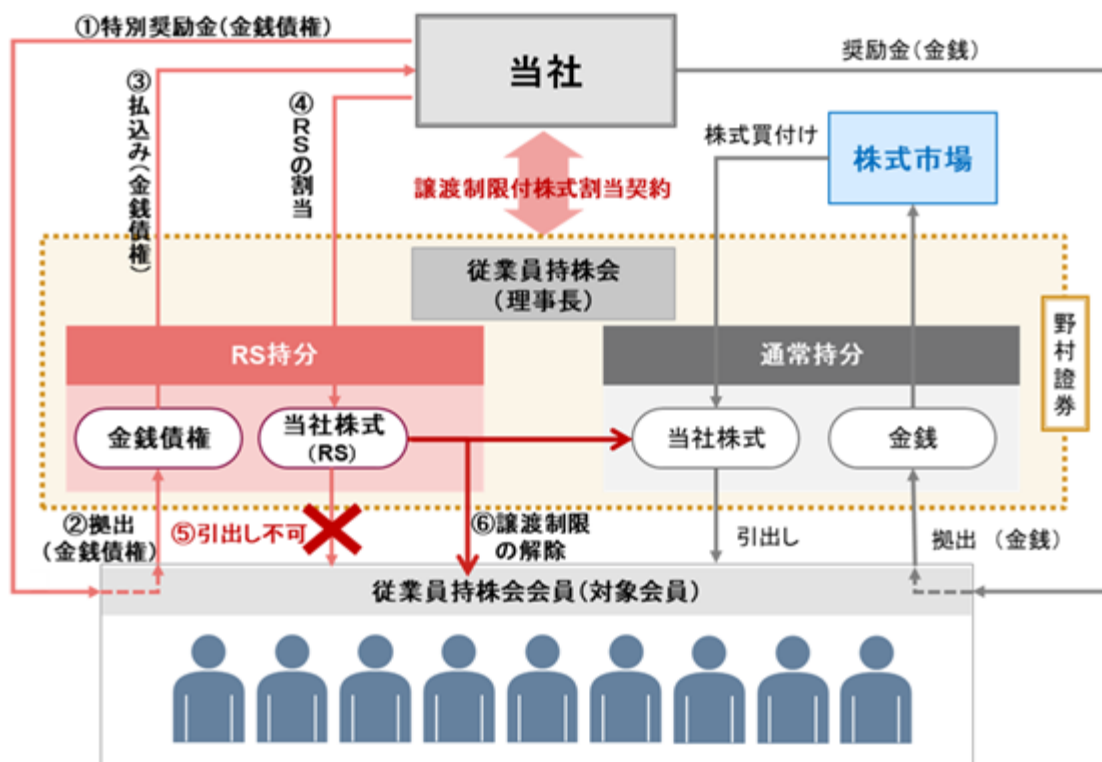 ①特別奨励金(金銭債権)
当社
奨励金(金銭)
③払込み(金銭債権)
④RSの割当
株式買付け
株式市場
譲渡制限付株式割当契約
従業員持株会
(理事長)
野村證券
RS持分
通常持分
金銭債権
当社株式
(RS)
当社株式
金銭
②拠出
(金銭債権)
⑤引出し不可
⑥譲渡制限
の解除
引出し
拠出 (金銭)
従業員持株会会員(対象会員)